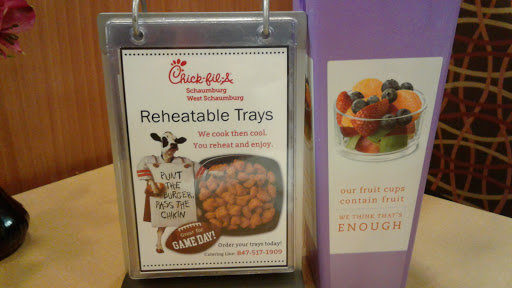 Chick-fil-A
Schaumburg
West Schaumburg
Reheatable Trays
We cook then cool.
You reheat and enjoy.
PUNT
THE
BURGER,
PASS THE
CHIKIN
Great for
GAME DAY!
Order your trays today!
Catering Line: 847-517-1909
our fruit cups
contain fruit
WE THINK THAT'S
ENOUGH